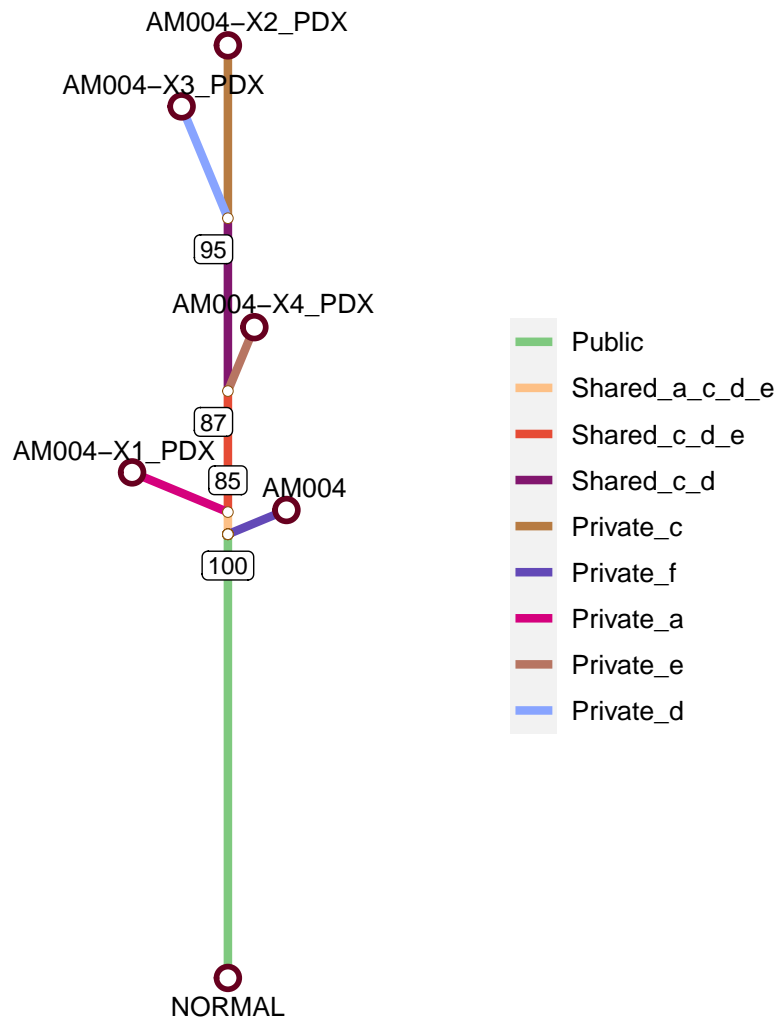 AM004−X2_PDX
AM004−X3_PDX
95
AM004−X4_PDX
87
AM004−X1_PDX
85
AM004
100
NORMAL
Public
Shared_a_c_d_e
Shared_c_d_e
Shared_c_d
Private_c
Private_f
Private_a
Private_e
Private_d